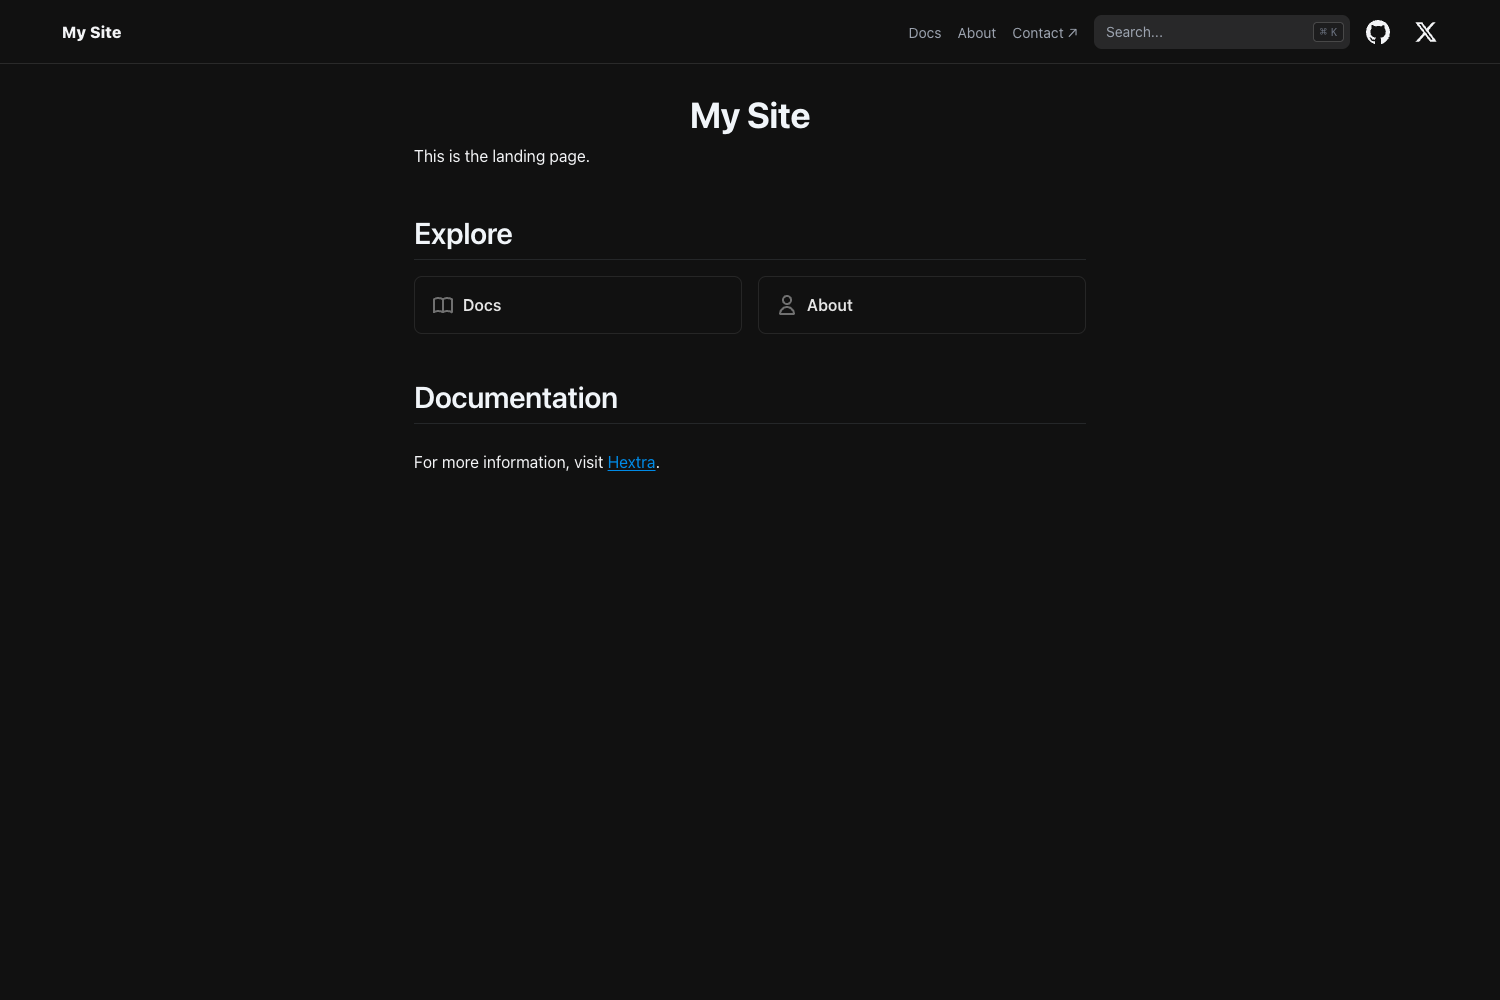 My Site
Docs About Contact ↗ Search... ⌘ K
My Site
This is the landing page.
Explore
Docs
About
Documentation
For more information, visit Hextra.